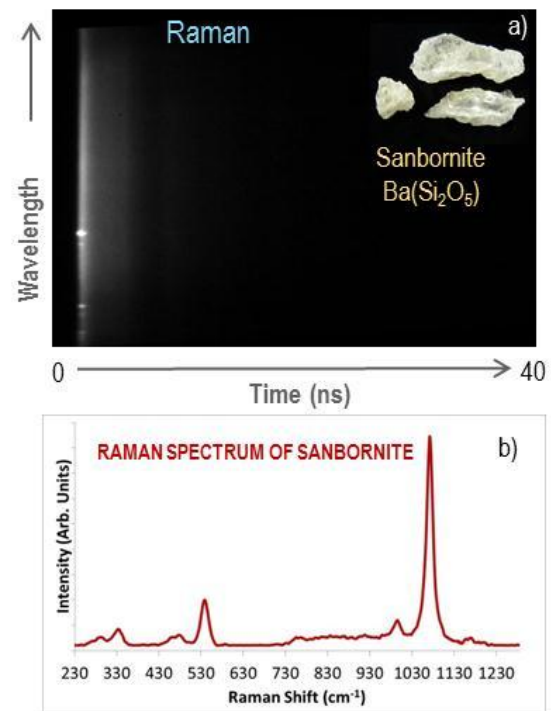 Raman
a)
Sanbornite
Ba(Si₂O₅)
Wavelength
0
40
Time (ns)
b)
RAMAN SPECTRUM OF SANBORNITE
Intensity (Arb. Units)
230 330 430 530 630 730 830 930 1030 1130 1230
Raman Shift (cm⁻¹)